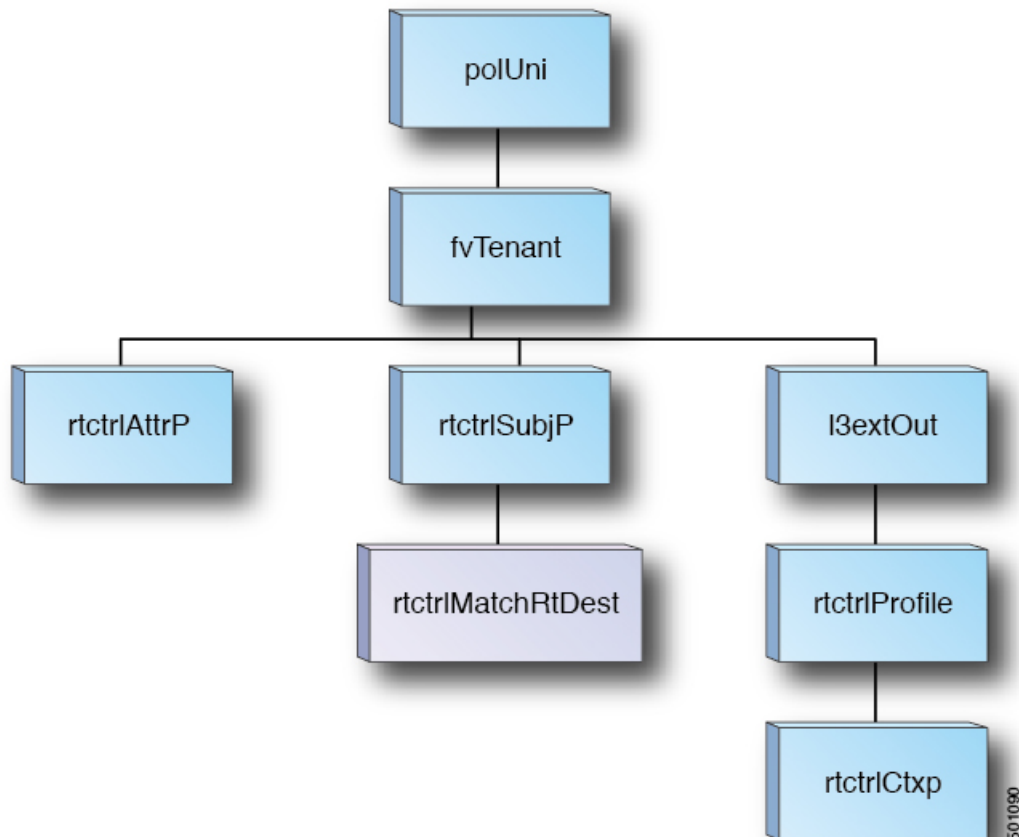 polUni
fvTenant
rtctrlAttrP
rtctrlSubjP
l3extOut
rtctrlMatchRtDest
rtctrlProfile
rtctrlCtxp
501090